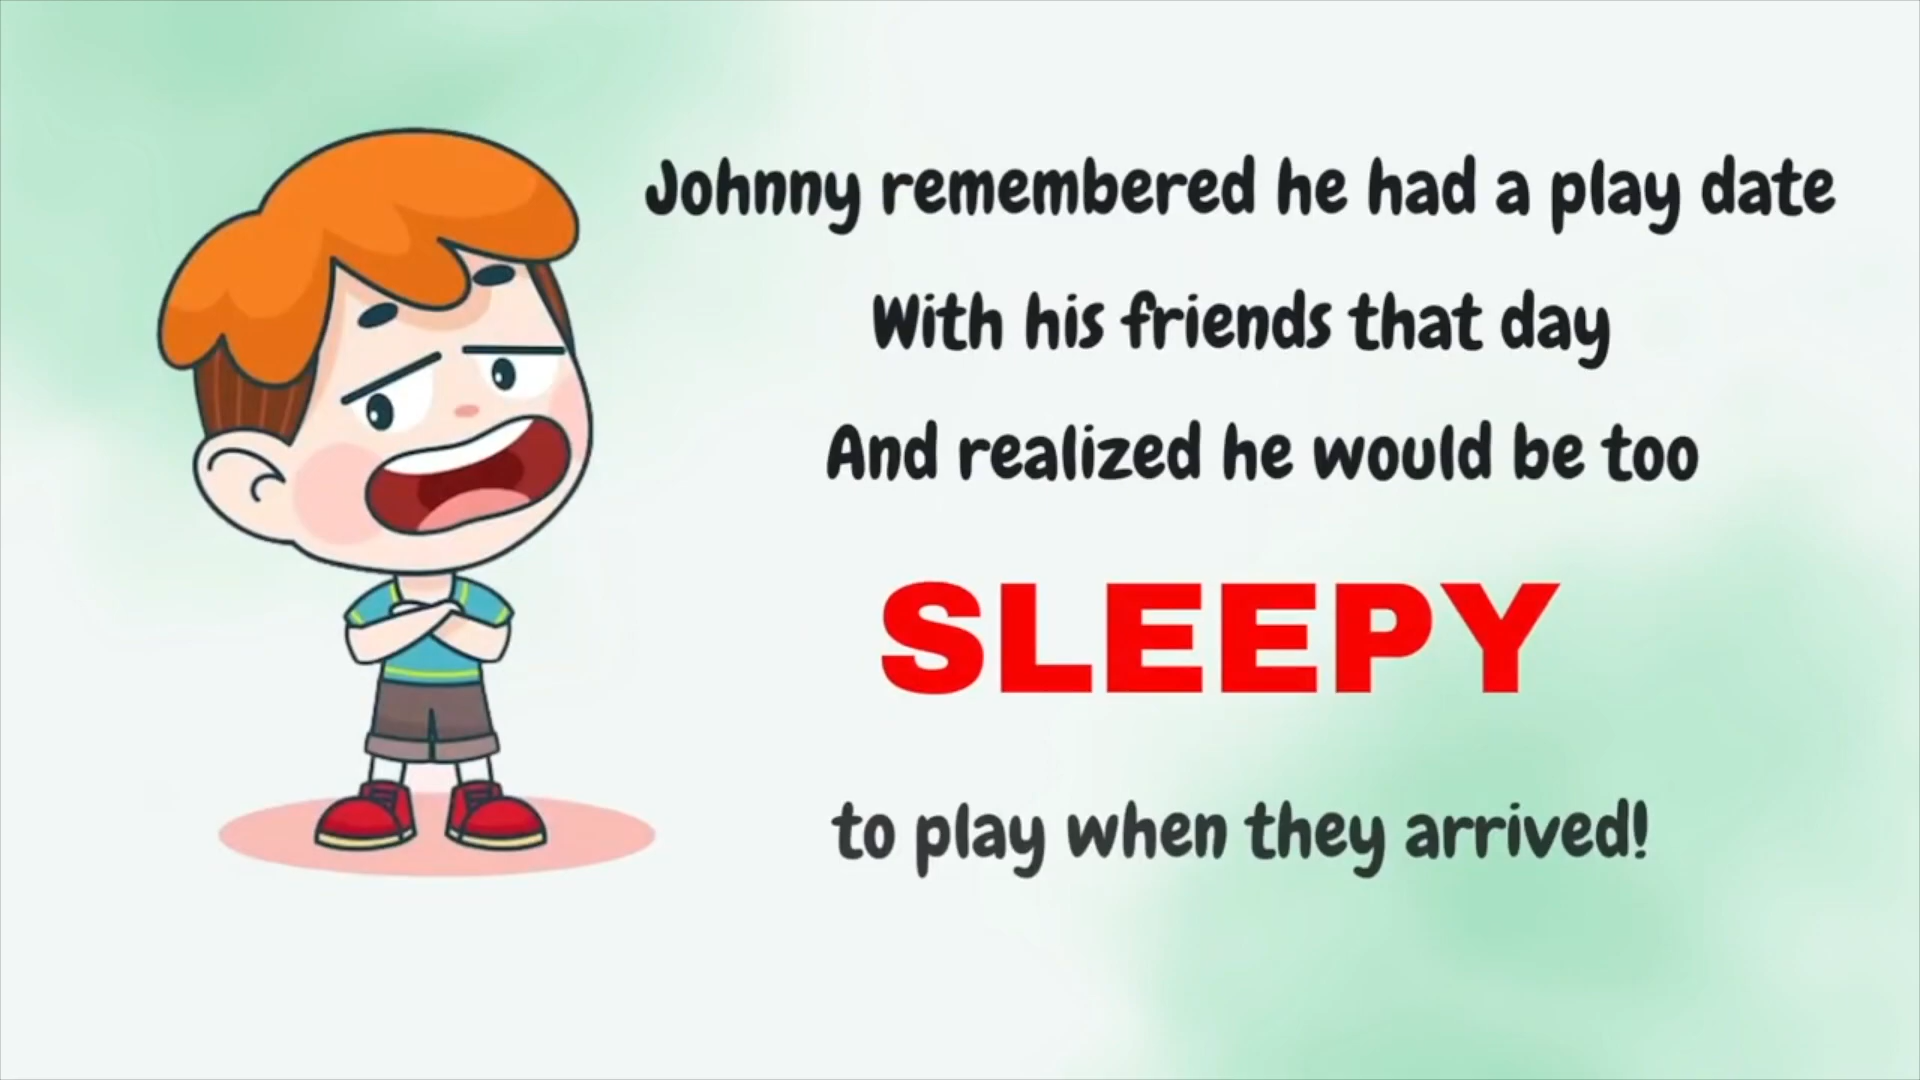 Johnny remembered he had a play date
With his friends that day
And realized he would be too
SLEEPY
to play when they arrived!